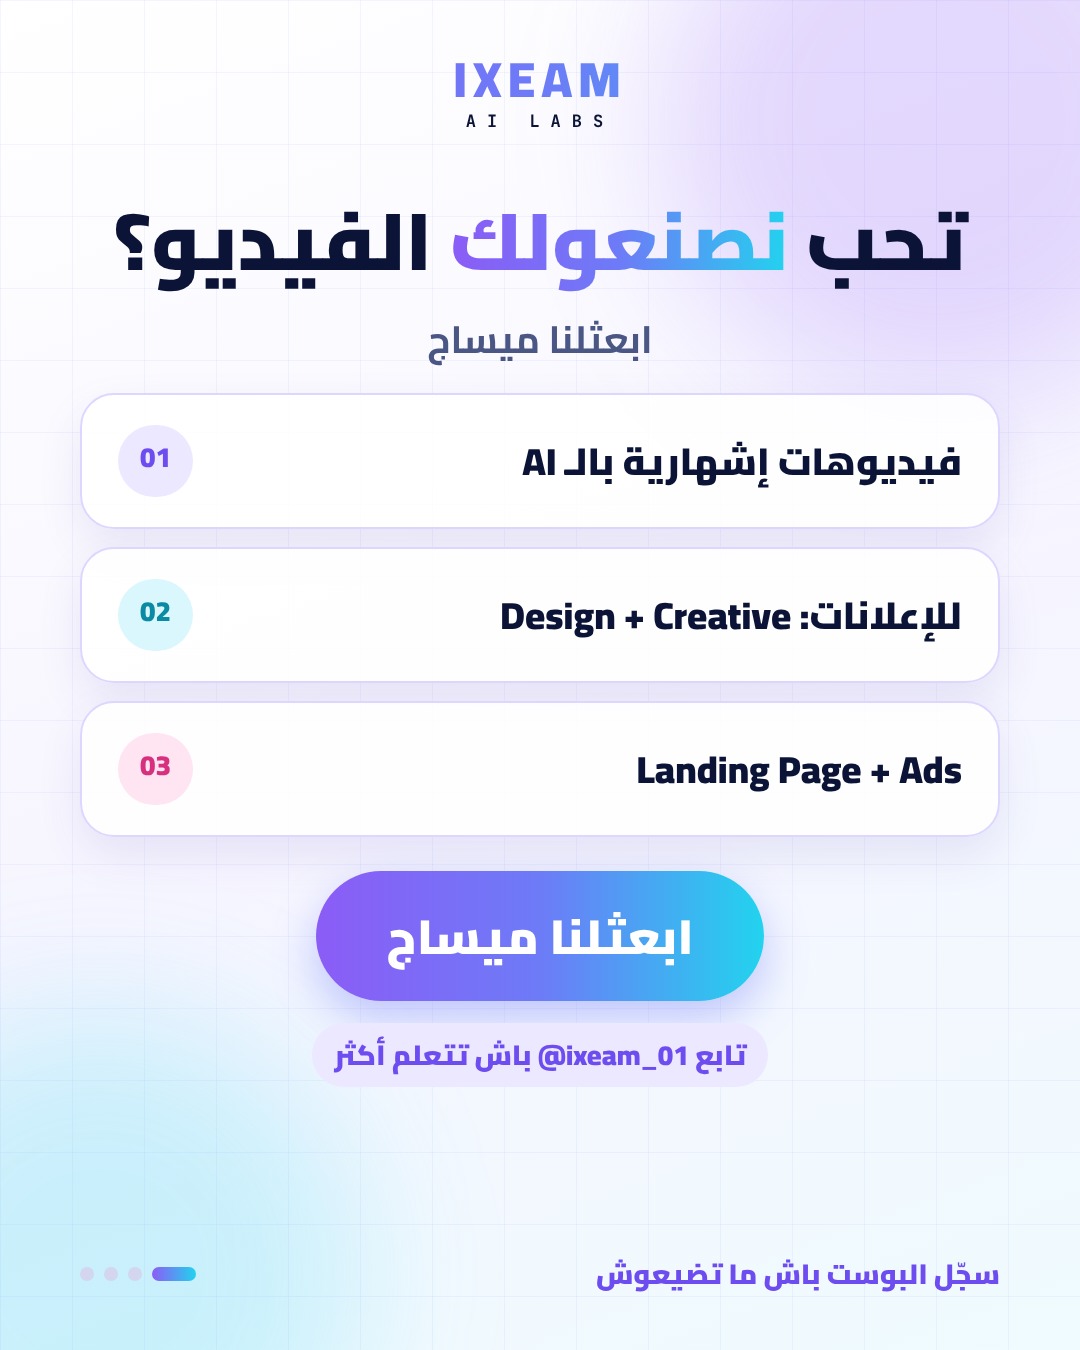 IXEAM
AI LABS
تحب نصنعولك الفيديو؟
ابعثلنا ميساج
فيديوهات إشهارية بالـ AI
01
للإعلانات: Design + Creative
02
Landing Page + Ads
03
ابعثلنا ميساج
تابع @ixeam_01 باش تتعلم أكثر
سجّل البوست باش ما تضيعوش